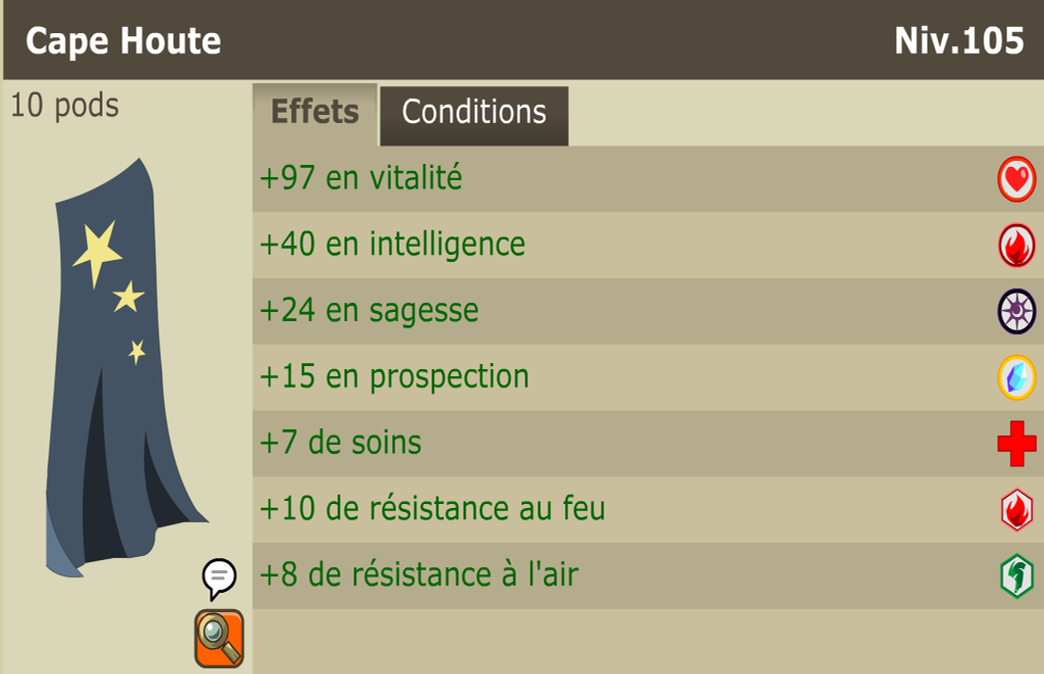 Cape Houte
Niv.105
10 pods
Effets
Conditions
+97 en vitalité
+40 en intelligence
+24 en sagesse
+15 en prospection
+7 de soins
+10 de résistance au feu
+8 de résistance à l'air